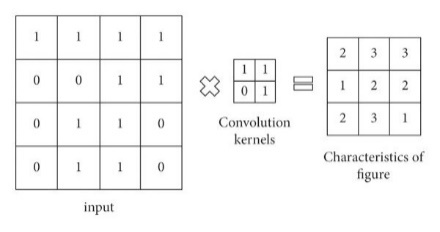 1 1 1 1
0 0 1 1
0 1 1 0
0 1 1 0
input
1 1
0 1
Convolution
kernels
2 3 3
1 2 2
2 3 1
Characteristics of
figure